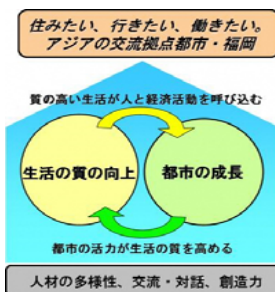 住みたい、行きたい、働きたい。
アジアの交流拠点都市・福岡
質の高い生活が人と経済活動を呼び込む
生活の質の向上
都市の成長
都市の活力が生活の質を高める
人材の多様性、交流・対話、創造力